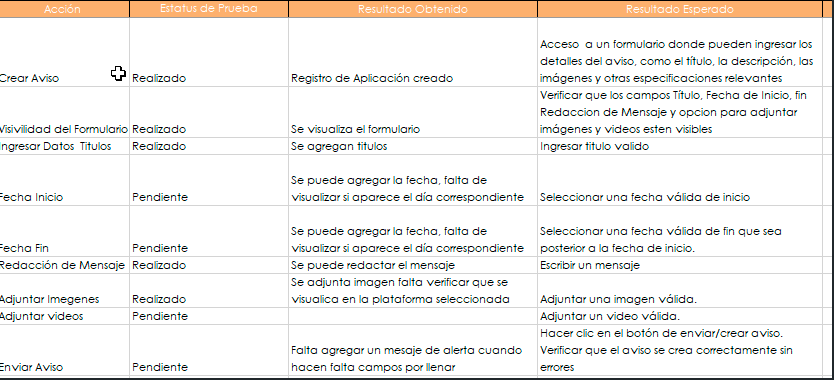 Acción Estatus de Prueba Resultado Obtenido Resultado Esperado
Acceso a un formulario donde pueden ingresar los
detalles del aviso, como el título, la descripción, las
Crear Aviso Realizado Registro de Aplicación creado imágenes y otras especificaciones relevantes
Verificar que los campos Título, Fecha de Inicio, fin
Redaccion de Mensaje y opcion para adjuntar
Visivilidad del Formulario Realizado Se visualiza el formulario imágenes y videos esten visibles
Ingresar Datos Titulos Realizado Se agregan titulos Ingresar titulo valido
Se puede agregar la fecha, falta de
Fecha Inicio Pendiente visualizar si aparece el día correspondiente Seleccionar una fecha válida de inicio
Se puede agregar la fecha, falta de Seleccionar una fecha válida de fin que sea
Fecha Fin Pendiente visualizar si aparece el día correspondiente posterior a la fecha de inicio.
Redacción de Mensaje Realizado Se puede redactar el mensaje Escribir un mensaje
Se adjunta imagen falta verificar que se
Adjuntar Imegenes Realizado visualica en la plataforma seleccionada Adjuntar una imagen válida.
Adjuntar videos Pendiente Adjuntar un video válida.
Hacer clic en el botón de enviar/crear aviso.
Falta agregar un mesaje de alerta cuando Verificar que el aviso se crea correctamente sin
Enviar Aviso Pendiente hacen falta campos por llenar errores